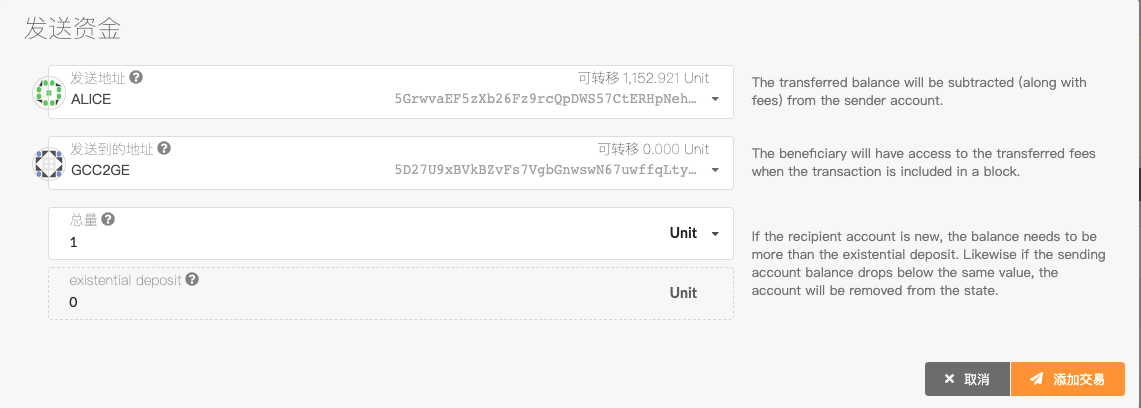 发送资金
发送地址
可转移 1,152.921 Unit
ALICE
5GrwvaEF5zXb26Fz9rcQpDWS57CtERHpNeh...
The transferred balance will be subtracted (along with
fees) from the sender account.
发送到的地址
可转移 0.000 Unit
GCC2GE
5D27U9xBVkBZvFs7VgbGnwswN67uwffqLty...
The beneficiary will have access to the transferred fees
when the transaction is included in a block.
总量
1
Unit
If the recipient account is new, the balance needs to be
more than the existential deposit. Likewise if the sending
account balance drops below the same value, the
account will be removed from the state.
existential deposit
0
Unit
取消
添加交易